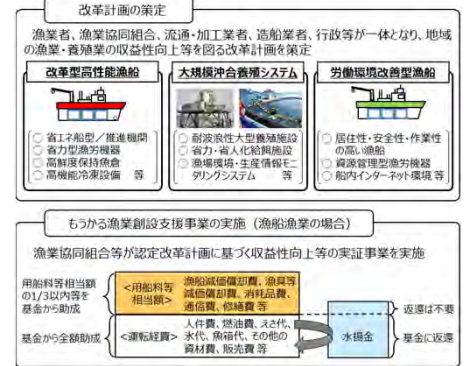 改革計画の策定
漁業者、漁業協同組合、流通・加工業者、造船業者、行政等が一体となり、地域
の漁業・養殖業の収益性向上等を図る改革計画を策定
改革型高性能漁船
○ 省エネ船型/推進機関
○ 省力型漁労機器
○ 高鮮度保持魚倉
○ 高機能冷凍設備 等
大規模沖合養殖システム
○ 耐波浪性大型養殖施設
○ 省力・省人化給餌施設
○ 漁場環境・生産情報モニ
タリングシステム 等
労働環境改善型漁船
○ 居住性・安全性・作業性
の高い漁船
○ 資源管理型漁労機器
○ 船内インターネット環境 等
もうかる漁業創設支援事業の実施（漁船漁業の場合）
漁業協同組合等が認定改革計画に基づく収益性向上等の実証事業を実施
用船料等相当額
の1/3以内等を
基金から助成
<用船料等
相当額>
漁船減価償却費、漁具等
減価償却費、消耗品費、
通信費、修繕費 等
返還は不要
基金から全額助成
<運転経費>
人件費、燃油費、えさ代、
氷代、魚箱代、その他の
資材費、販売費 等
水揚金
基金に返還